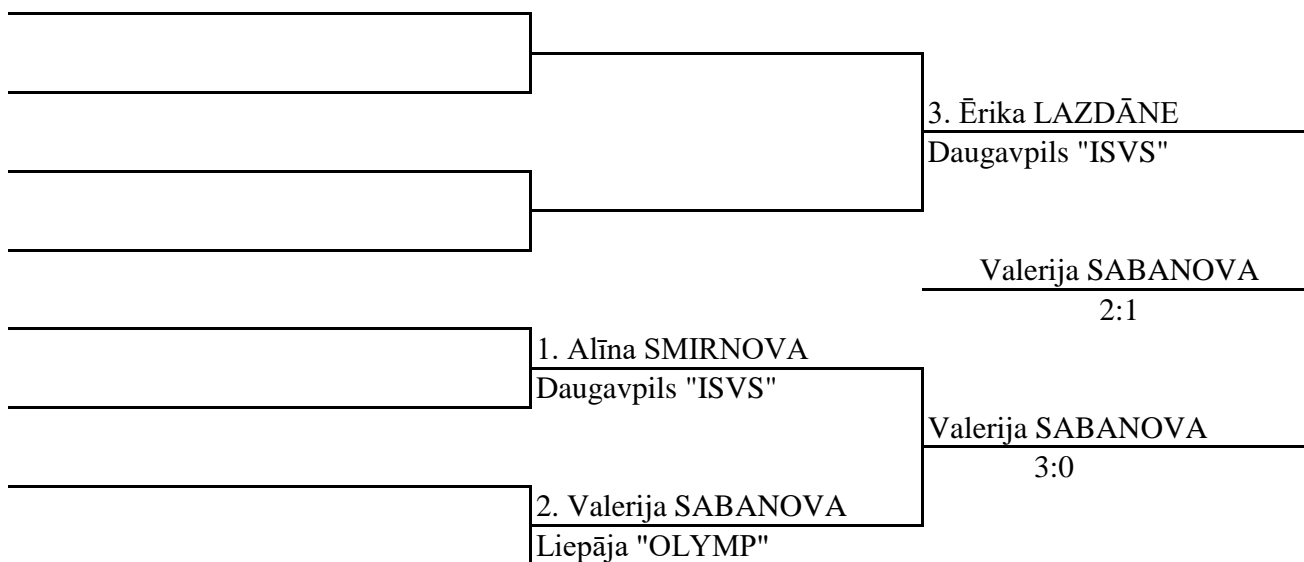 3. Ērika LAZDĀNE
Daugavpils "ISVS"
Valerija SABANOVA
2:1
1. Alīna SMIRNOVA
Daugavpils "ISVS"
Valerija SABANOVA
3:0
2. Valerija SABANOVA
Liepāja "OLYMP"